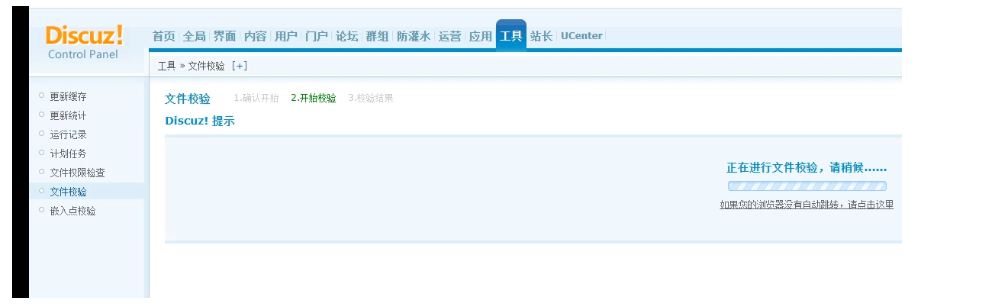 Discuz!
Control Panel
首页 全局 界面 内容 用户 门户 论坛 群组 防灌水 运营 应用 工具 站长 UCenter
工具 » 文件校验 [+]
更新缓存
更新统计
运行记录
计划任务
文件权限检查
文件校验
嵌入点校验
文件校验 1.确认开始 2.开始校验 3.校验结果
Discuz! 提示
正在进行文件校验，请稍候......
如果您的浏览器没有自动跳转，请点击这里